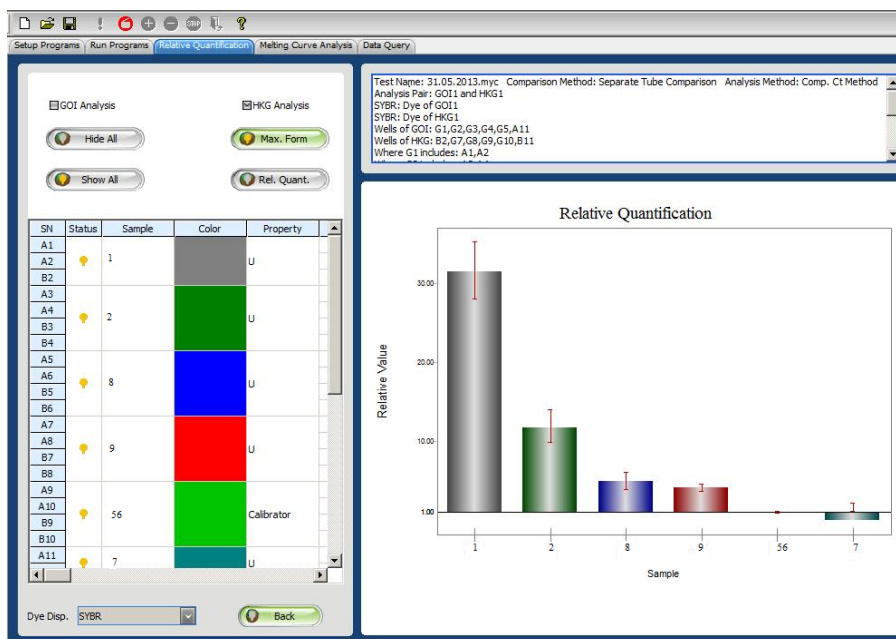 STOP
Setup Programs Run Programs Relative Quantification Melting Curve Analysis Data Query
GOI Analysis HKG Analysis
Hide All Max. Form
Show All Rel. Quant.
SN Status Sample Color Property
A1
A2 1 U
B2
A3
A4 2 U
B3
B4
A5
A6 8 U
B5
B6
A7
A8 9 U
B7
B8
A9
A10 56 Calibrator
B9
B10
A11 7 U
Dye Disp. SYBR Back
Test Name: 31.05.2013.myc Comparison Method: Separate Tube Comparison Analysis Method: Comp. Ct Method
Analysis Pair: GOI1 and HKG1
SYBR: Dye of GOI1
SYBR: Dye of HKG1
Wells of GOI: G1,G2,G3,G4,G5,A11
Wells of HKG: B2,G7,G8,G9,G10,B11
Where G1 includes: A1,A2
Relative Quantification
Relative Value
30.00
20.00
10.00
1.00
1 2 8 9 56 7
Sample